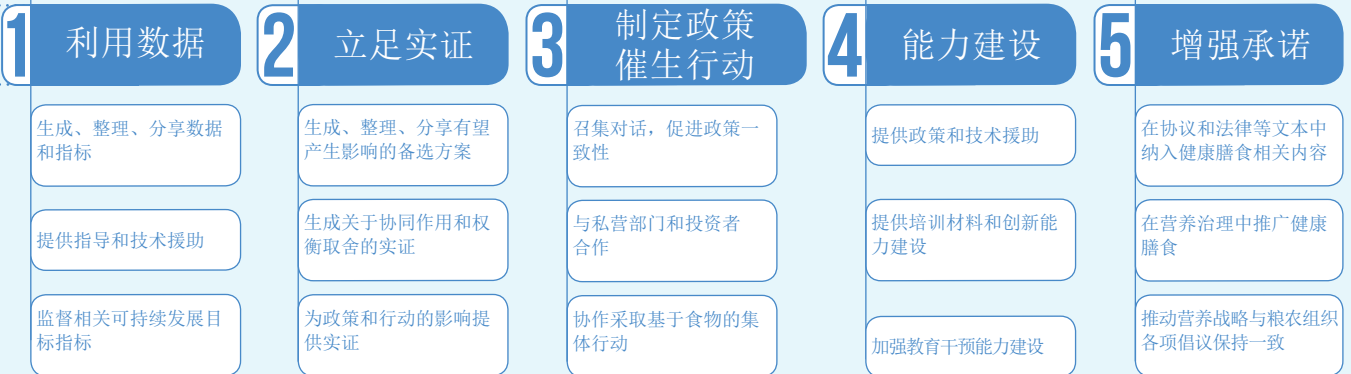 1
利用数据
生成、整理、分享数据
和指标
提供指导和技术援助
监督相关可持续发展目
标指标
2
立足实证
生成、整理、分享有望
产生影响的备选方案
生成关于协同作用和权
衡取舍的实证
为政策和行动的影响提
供实证
3
制定政策
催生行动
召集对话，促进政策一
致性
与私营部门和投资者
合作
协作采取基于食物的集
体行动
4
能力建设
提供政策和技术援助
提供培训材料和创新能
力建设
加强教育干预能力建设
5
增强承诺
在协议和法律等文本中
纳入健康膳食相关内容
在营养治理中推广健康
膳食
推动营养战略与粮农组织
各项倡议保持一致